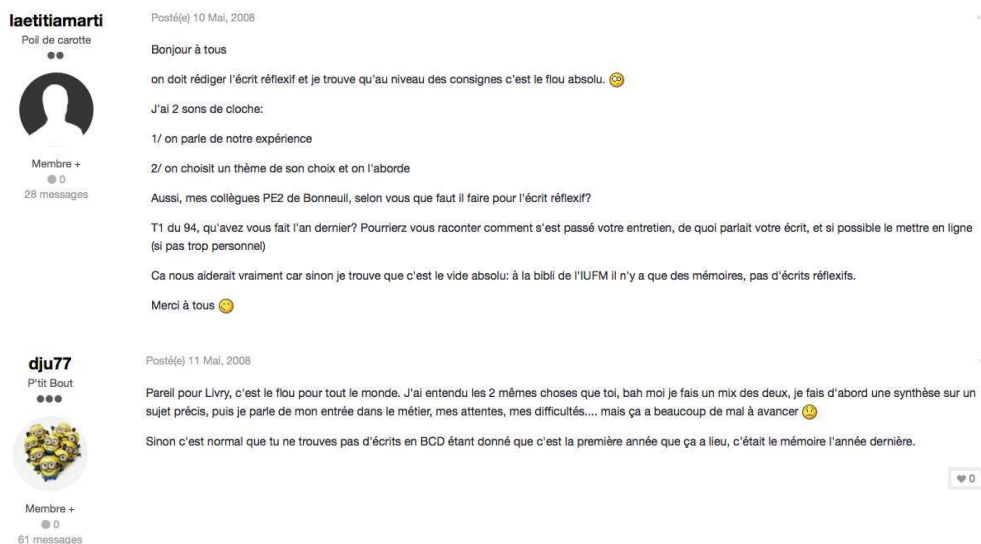 laetitiamarti
Poil de carotte
Membre +
0
28 messages
Posté(e) 10 Mai, 2008
Bonjour à tous
on doit rédiger l'écrit réflexif et je trouve qu'au niveau des consignes c'est le flou absolu.
J'ai 2 sons de cloche:
1/ on parle de notre expérience
2/ on choisit un thème de son choix et on l'aborde
Aussi, mes collègues PE2 de Bonneuil, selon vous que faut il faire pour l'écrit réflexif?
T1 du 94, qu'avez vous fait l'an dernier? Pourrierz vous raconter comment s'est passé votre entretien, de quoi parlait votre écrit, et si possible le mettre en ligne
(si pas trop personnel)
Ca nous aiderait vraiment car sinon je trouve que c'est le vide absolu: à la bibli de l'IUFM il n'y a que des mémoires, pas d'écrits réflexifs.
Merci à tous
dju77
P'tit Bout
Membre +
0
61 messages
Posté(e) 11 Mai, 2008
Pareil pour Livry, c'est le flou pour tout le monde. J'ai entendu les 2 mêmes choses que toi, bah moi je fais un mix des deux, je fais d'abord une synthèse sur un
sujet précis, puis je parle de mon entrée dans le métier, mes attentes, mes difficultés.... mais ça a beaucoup de mal à avancer
Sinon c'est normal que tu ne trouves pas d'écrits en BCD étant donné que c'est la première année que ça a lieu, c'était le mémoire l'année dernière.
0